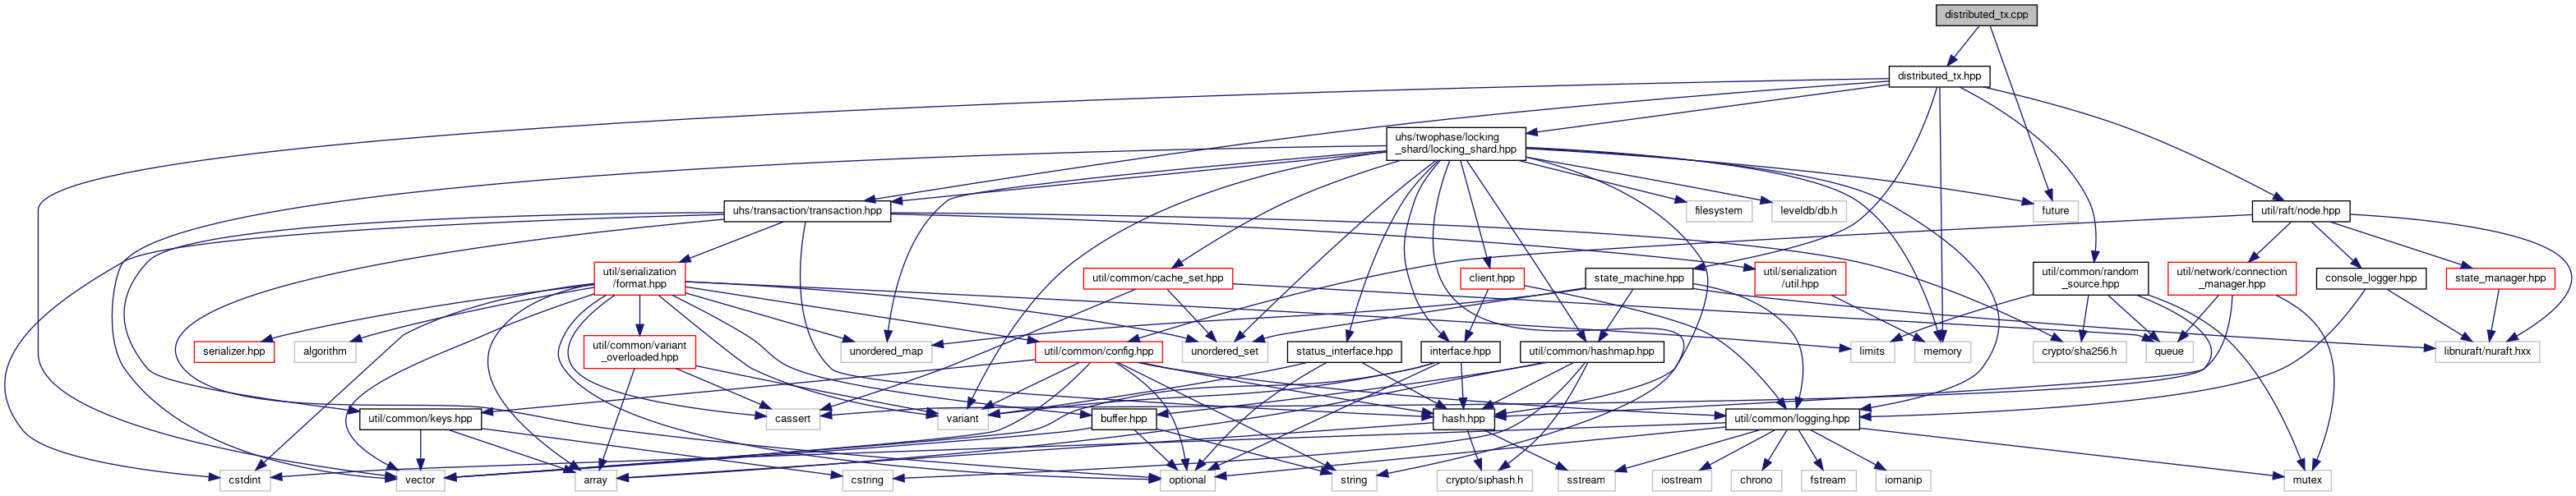 distributed_tx.cpp
distributed_tx.hpp
uhs/twophase/locking
_shard/locking_shard.hpp
uhs/transaction/transaction.hpp
filesystem
leveldb/db.h
future
util/raft/node.hpp
util/serialization
/format.hpp
util/common/cache_set.hpp
client.hpp
state_machine.hpp
util/serialization
/util.hpp
util/common/random
_source.hpp
util/network/connection
_manager.hpp
console_logger.hpp
state_manager.hpp
serializer.hpp
algorithm
util/common/variant
_overloaded.hpp
unordered_map
util/common/config.hpp
unordered_set
status_interface.hpp
interface.hpp
util/common/hashmap.hpp
limits
memory
crypto/sha256.h
queue
libnuraft/nuraft.hxx
util/common/keys.hpp
cassert
variant
buffer.hpp
hash.hpp
util/common/logging.hpp
cstdint
vector
array
cstring
optional
string
crypto/siphash.h
sstream
iostream
chrono
fstream
iomanip
mutex